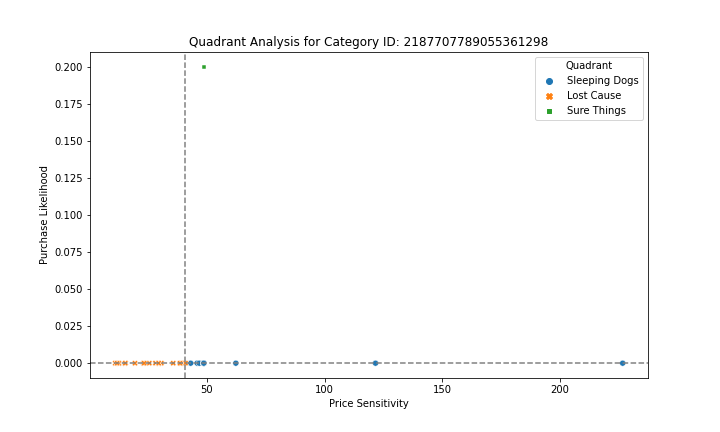 Quadrant Analysis for Category ID: 2187707789055361298
Quadrant
Sleeping Dogs
Lost Cause
Sure Things
0.200
0.175
0.150
0.125
0.100
0.075
0.050
0.025
0.000
Purchase Likelihood
50
100
150
200
Price Sensitivity